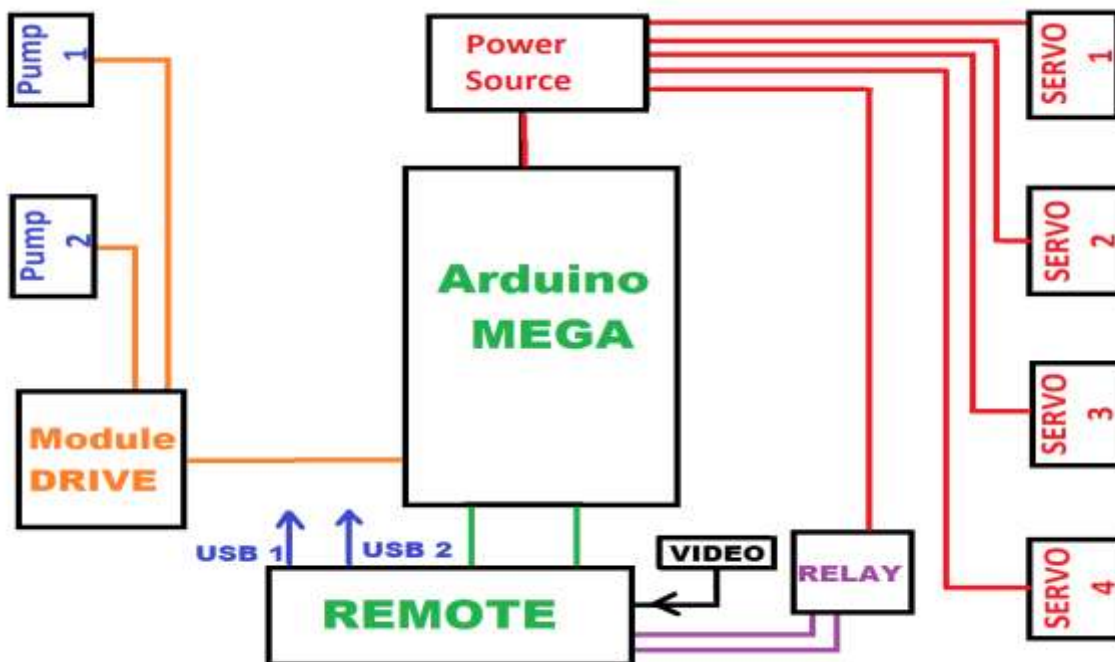 Pump 1
Power
Source
SERVO 1
Pump 2
SERVO 2
Arduino
MEGA
SERVO 3
Module
DRIVE
USB 1
USB 2
VIDEO
RELAY
SERVO 4
REMOTE